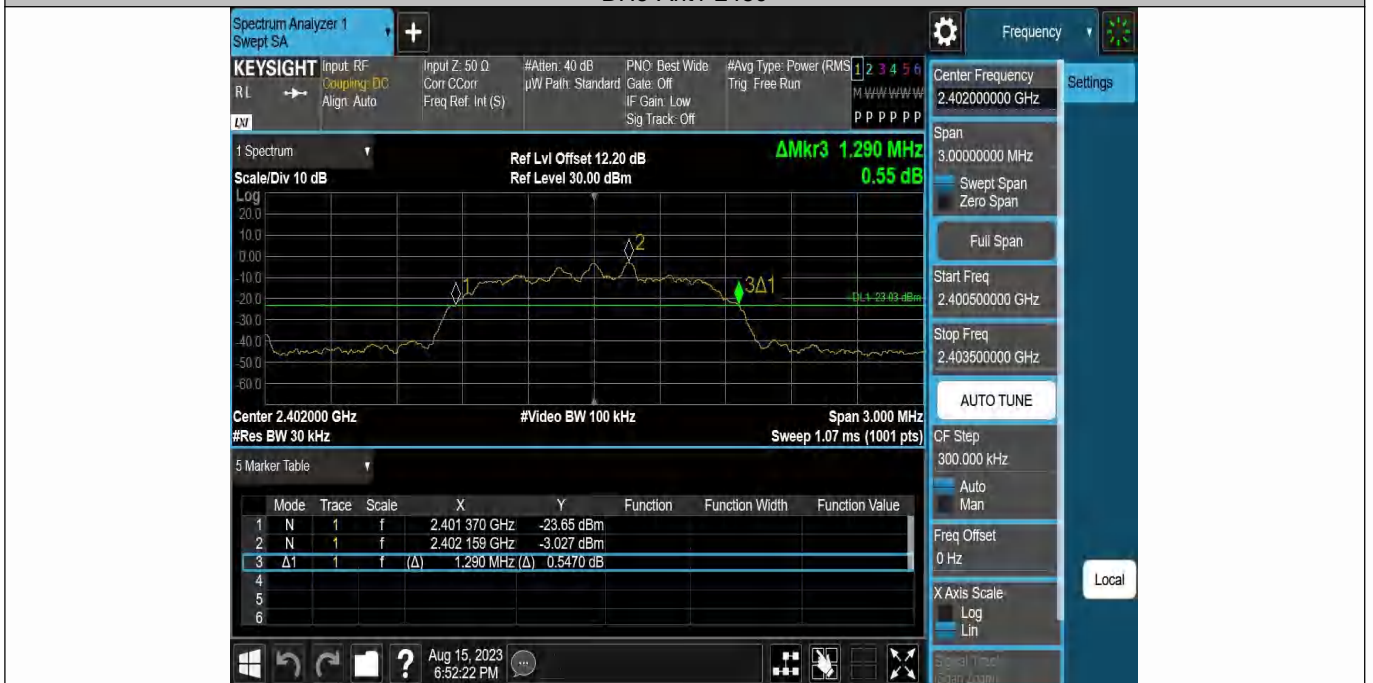 Spectrum Analyzer 1
Swept SA
+
Frequency
KEYSIGHT
RL
LXI
Input: RF
Coupling: DC
Align: Auto
Input Z: 50 Ω
Corr CCorr
Freq Ref: Int (S)
#Atten: 40 dB
µW Path: Standard
PNO: Best Wide
Gate: Off
IF Gain: Low
Sig Track: Off
#Avg Type: Power (RMS
Trig: Free Run
1 2 3 4 5 6
M W W W W W
P P P P P P
Center Frequency
2.402000000 GHz
Settings
Span
3.00000000 MHz
Swept Span
Zero Span
Full Span
Start Freq
2.400500000 GHz
Stop Freq
2.403500000 GHz
AUTO TUNE
CF Step
300.000 kHz
Auto
Man
Freq Offset
0 Hz
X Axis Scale
Log
Lin
Local
1 Spectrum
Scale/Div 10 dB
Ref Lvl Offset 12.20 dB
Ref Level 30.00 dBm
ΔMkr3 1.290 MHz
0.55 dB
Log
20.0
10.0
0.00
-10.0
-20.0
-30.0
-40.0
-50.0
-60.0
1
2
3Δ1
DL1 -23.03 dBm
Center 2.402000 GHz
#Video BW 100 kHz
Span 3.000 MHz
#Res BW 30 kHz
Sweep 1.07 ms (1001 pts)
5 Marker Table
Mode Trace Scale X Y Function Function Width Function Value
1 N 1 f 2.401 370 GHz -23.65 dBm
2 N 1 f 2.402 159 GHz -3.027 dBm
3 Δ1 1 f (Δ) 1.290 MHz (Δ) 0.5470 dB
4
5
6
?
Aug 15, 2023
6:52:22 PM